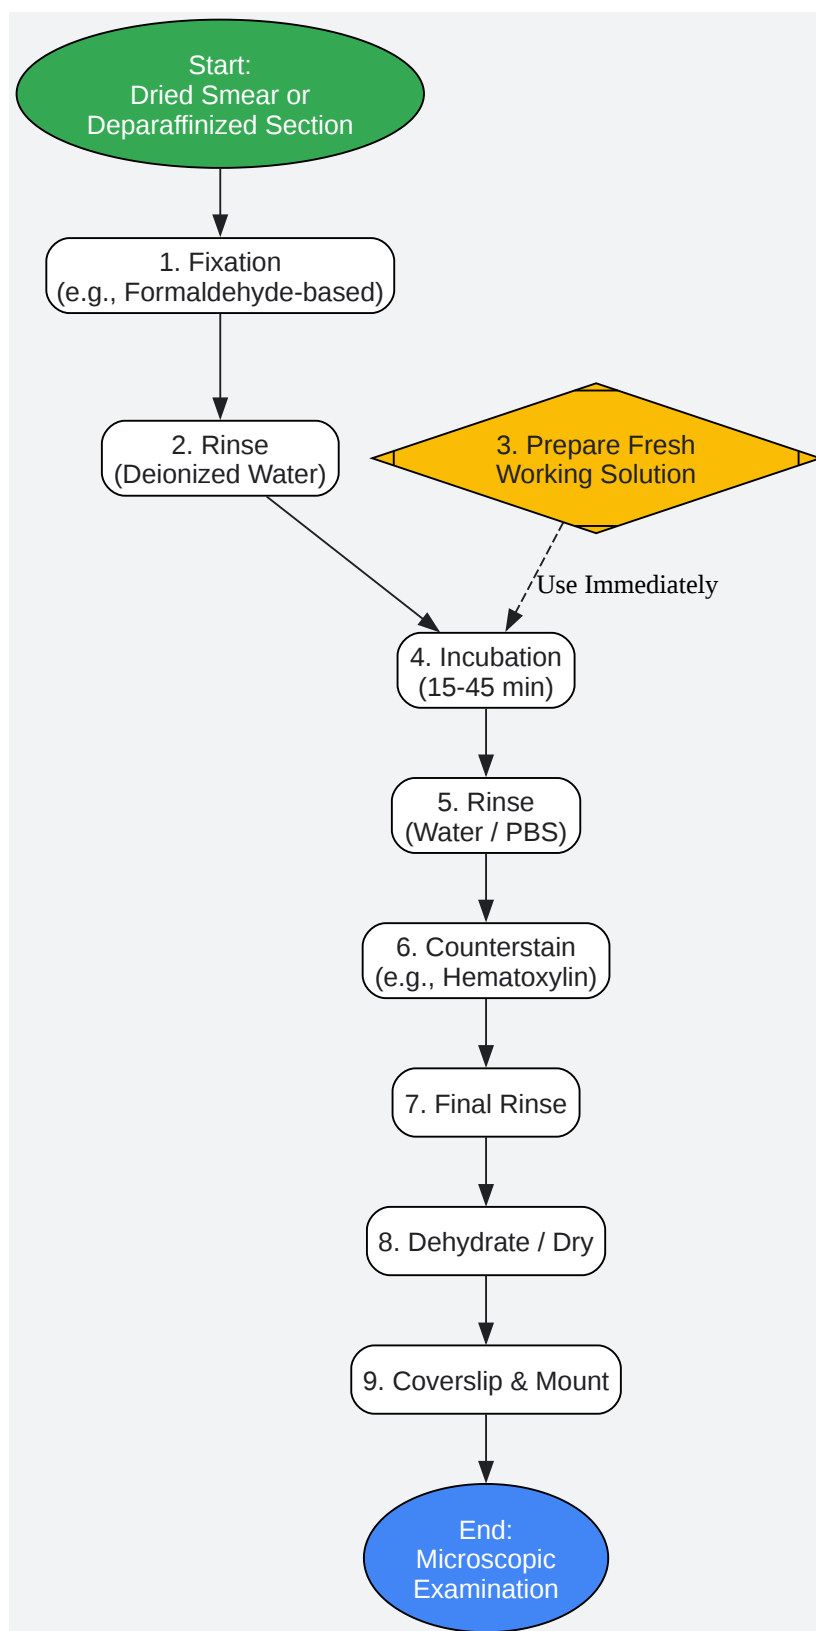 Start:
Dried Smear or
Deparaffinized Section
1. Fixation
(e.g., Formaldehyde-based)
2. Rinse
(Deionized Water)
3. Prepare Fresh
Working Solution
Use Immediately
4. Incubation
(15-45 min)
5. Rinse
(Water / PBS)
6. Counterstain
(e.g., Hematoxylin)
7. Final Rinse
8. Dehydrate / Dry
9. Coverslip & Mount
End:
Microscopic
Examination